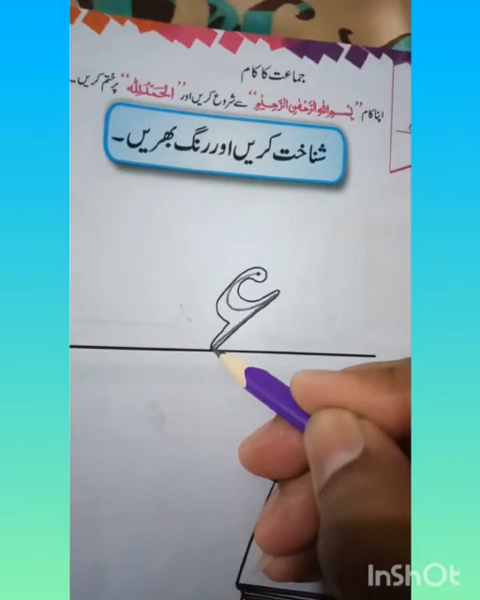 جماعت کا کام
اپنا کام "بِسْمِ اللّٰہِ الرَّحْمٰنِ الرَّحِیْمِ" سے شروع کریں اور "اَلْحَمْدُلِلّٰہ" پر ختم کریں۔
شناخت کریں اور رنگ بھریں۔
ء
InShOt